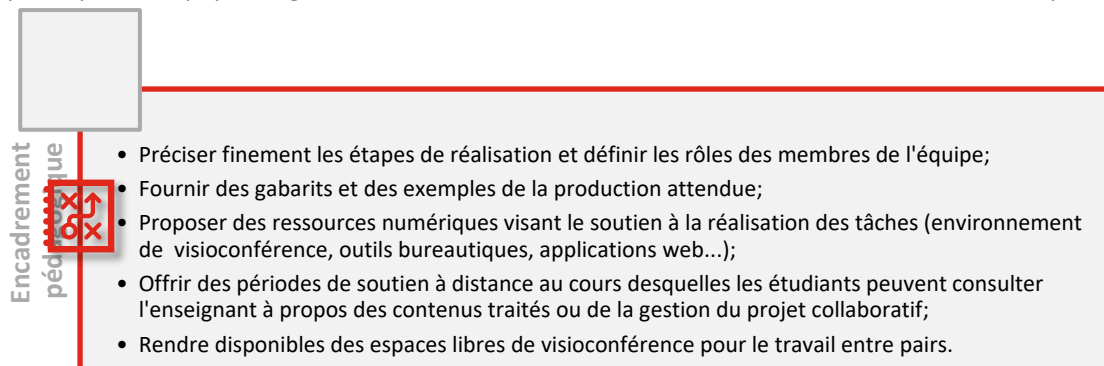 Encadrement
pédagogique
• Préciser finement les étapes de réalisation et définir les rôles des membres de l'équipe;
• Fournir des gabarits et des exemples de la production attendue;
• Proposer des ressources numériques visant le soutien à la réalisation des tâches (environnement
de visioconférence, outils bureautiques, applications web...);
• Offrir des périodes de soutien à distance au cours desquelles les étudiants peuvent consulter
l'enseignant à propos des contenus traités ou de la gestion du projet collaboratif;
• Rendre disponibles des espaces libres de visioconférence pour le travail entre pairs.